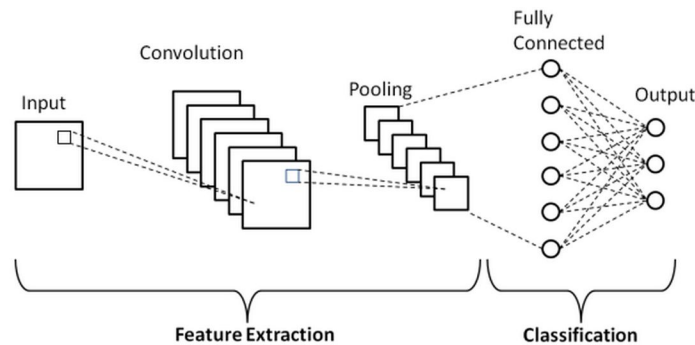 Input
Convolution
Pooling
Fully
Connected
Output
Feature Extraction
Classification